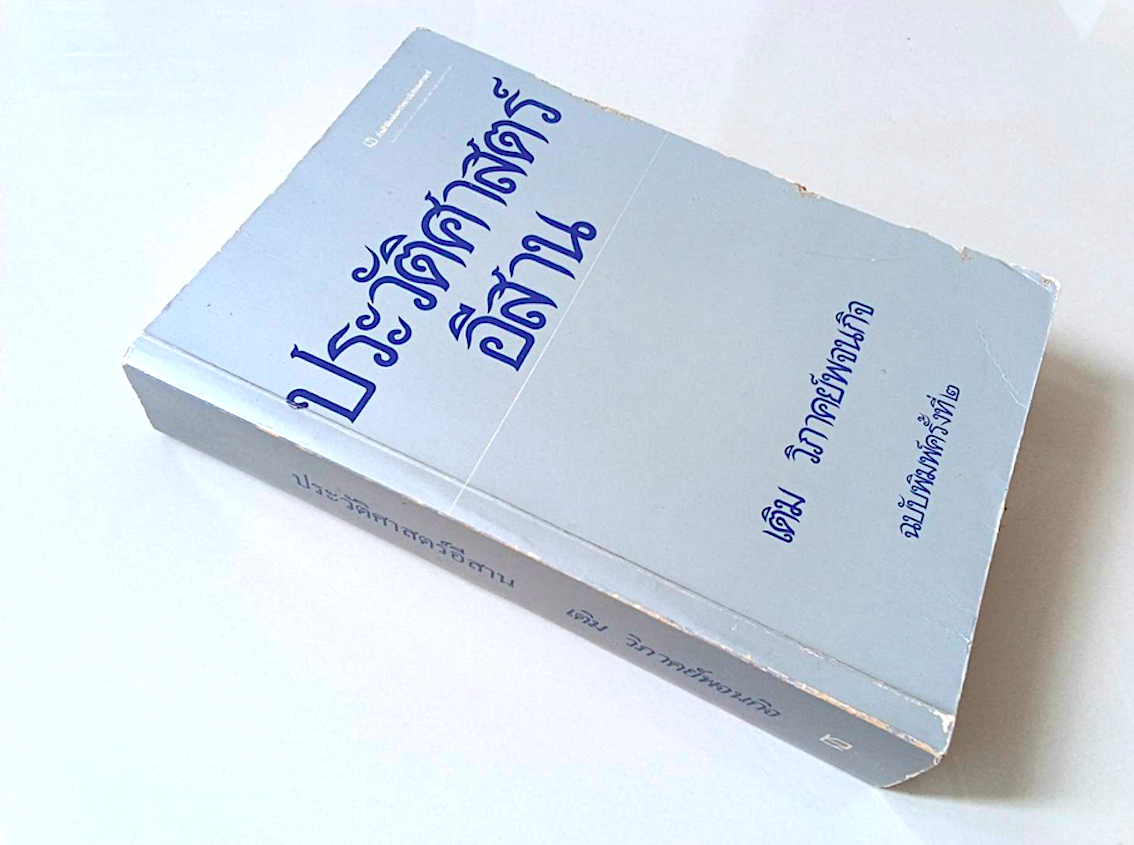 ประวัติศาสตร์
อีสาน
เติม วิภาคย์พจนกิจ
ฉบับพิมพ์ครั้งที่ ๒
ประวัติศาสตร์อีสาน เติม วิภาคย์พจนกิจ